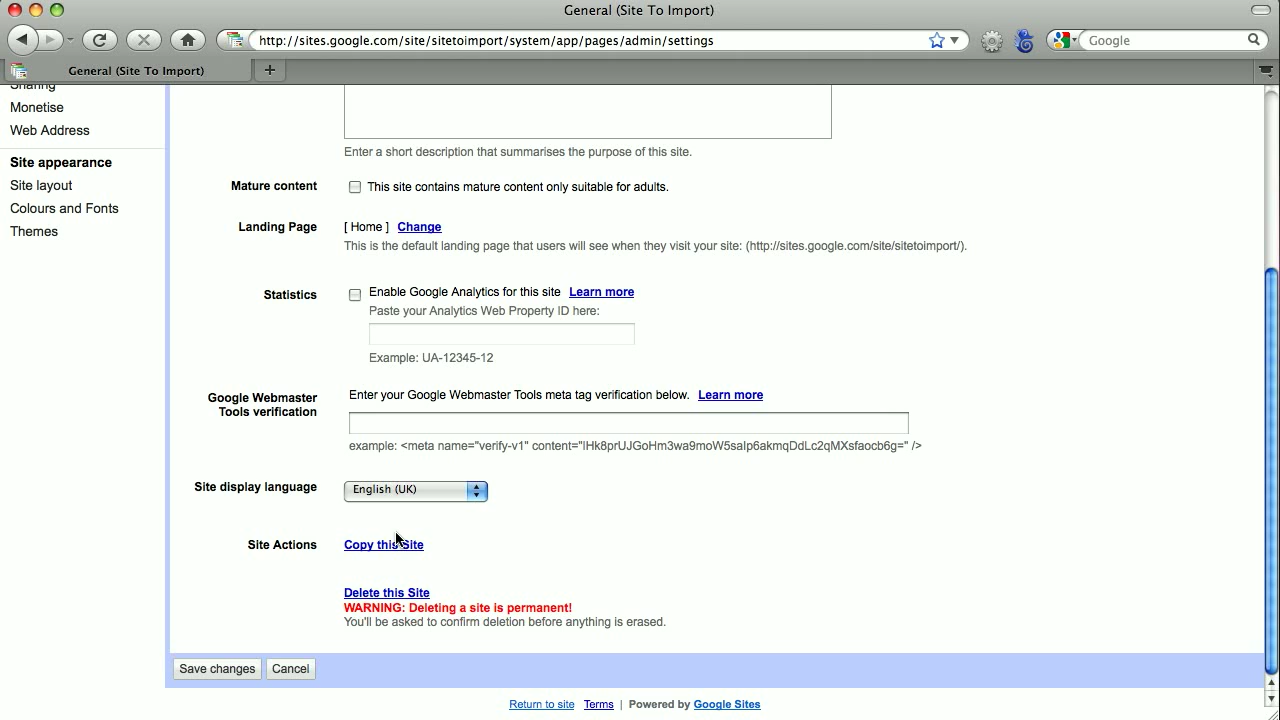 General (Site To Import)
http://sites.google.com/site/sitetoimport/system/app/pages/admin/settings
Google
General (Site To Import)
Sharing
Monetise
Web Address
Site appearance
Site layout
Colours and Fonts
Themes
Enter a short description that summarises the purpose of this site.
Mature content
This site contains mature content only suitable for adults.
Landing Page
[ Home ] Change
This is the default landing page that users will see when they visit your site: (http://sites.google.com/site/sitetoimport/).
Statistics
Enable Google Analytics for this site Learn more
Paste your Analytics Web Property ID here:
Example: UA-12345-12
Google Webmaster
Tools verification
Enter your Google Webmaster Tools meta tag verification below. Learn more
example: <meta name="verify-v1" content="lHk8prUJGoHm3wa9moW5salp6akmqDdLc2qMXsfaocb6g=" />
Site display language
English (UK)
Site Actions
Copy this Site
Delete this Site
WARNING: Deleting a site is permanent!
You'll be asked to confirm deletion before anything is erased.
Save changes
Cancel
Return to site Terms | Powered by Google Sites